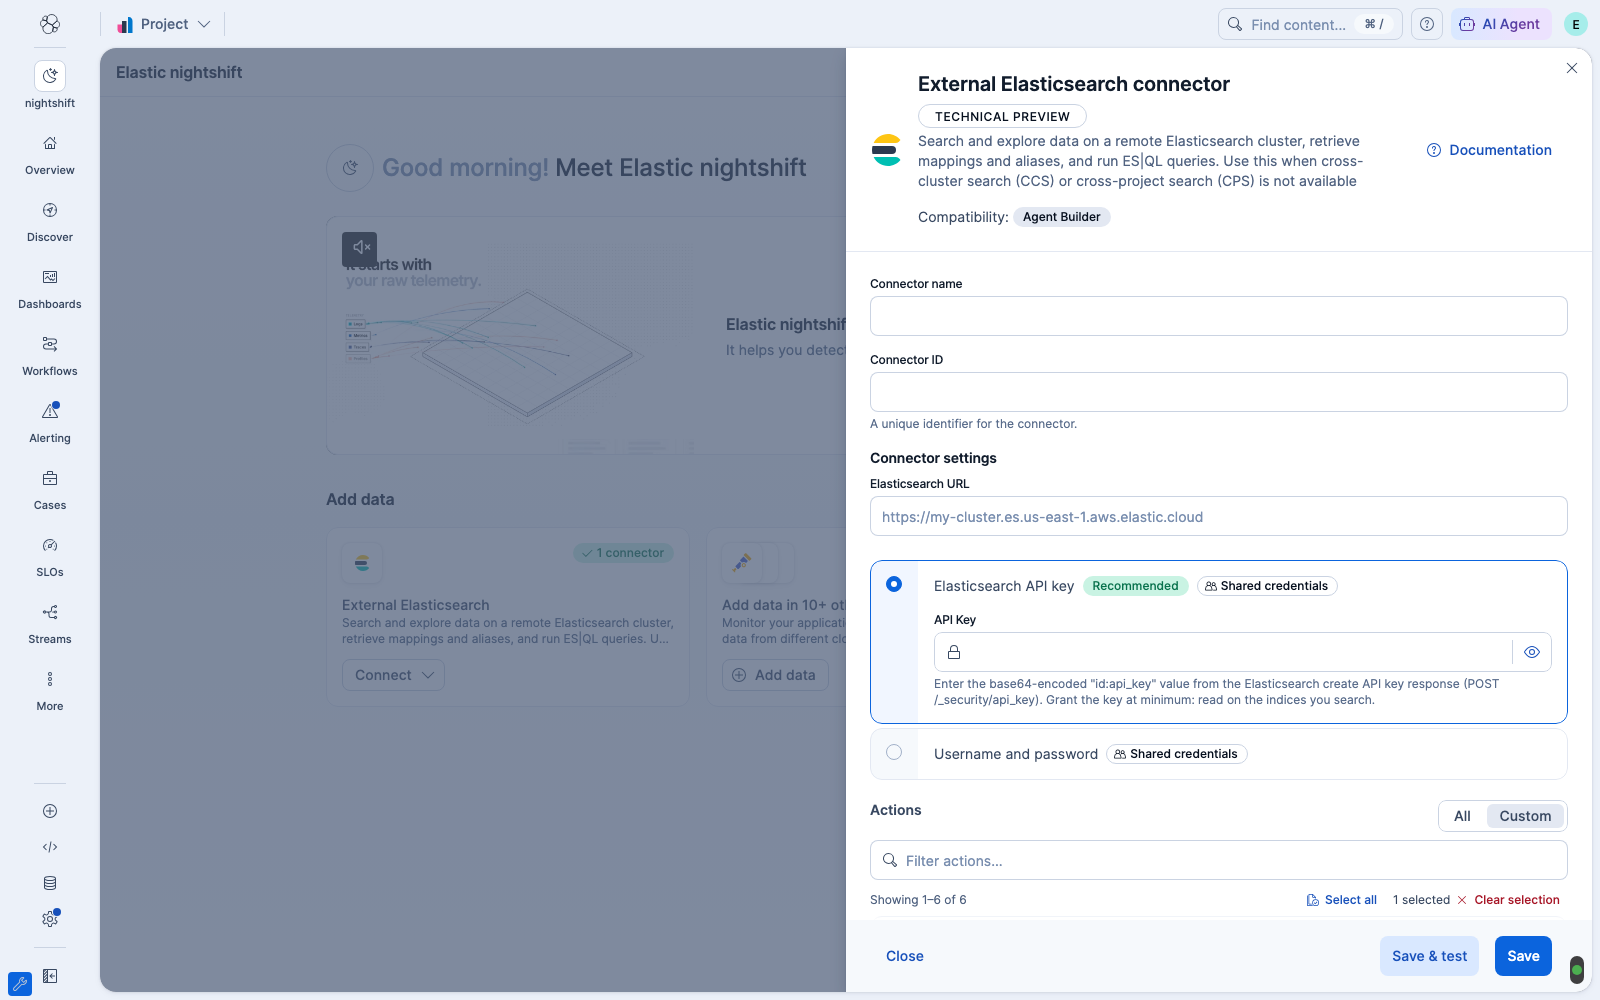 Project
Find content...
⌘ /
AI Agent
E
nightshift
Overview
Discover
Dashboards
Workflows
Alerting
Cases
SLOs
Streams
More
Elastic nightshift
Good morning! Meet Elastic nightshift
It starts with
your raw telemetry.
Elastic nightshif
It helps you detec
Add data
1 connector
External Elasticsearch
Search and explore data on a remote Elasticsearch cluster,
retrieve mappings and aliases, and run ES|QL queries. U...
Connect
Add data in 10+ ot
Monitor your applicatio
data from different clo
Add data
External Elasticsearch connector
TECHNICAL PREVIEW
Search and explore data on a remote Elasticsearch cluster, retrieve
mappings and aliases, and run ES|QL queries. Use this when cross-
cluster search (CCS) or cross-project search (CPS) is not available
Documentation
Compatibility: Agent Builder
Connector name
Connector ID
A unique identifier for the connector.
Connector settings
Elasticsearch URL
https://my-cluster.es.us-east-1.aws.elastic.cloud
Elasticsearch API key Recommended Shared credentials
API Key
Enter the base64-encoded "id:api_key" value from the Elasticsearch create API key response (POST
/_security/api_key). Grant the key at minimum: read on the indices you search.
Username and password Shared credentials
Actions
All Custom
Filter actions...
Showing 1–6 of 6
Select all 1 selected Clear selection
Close
Save & test
Save